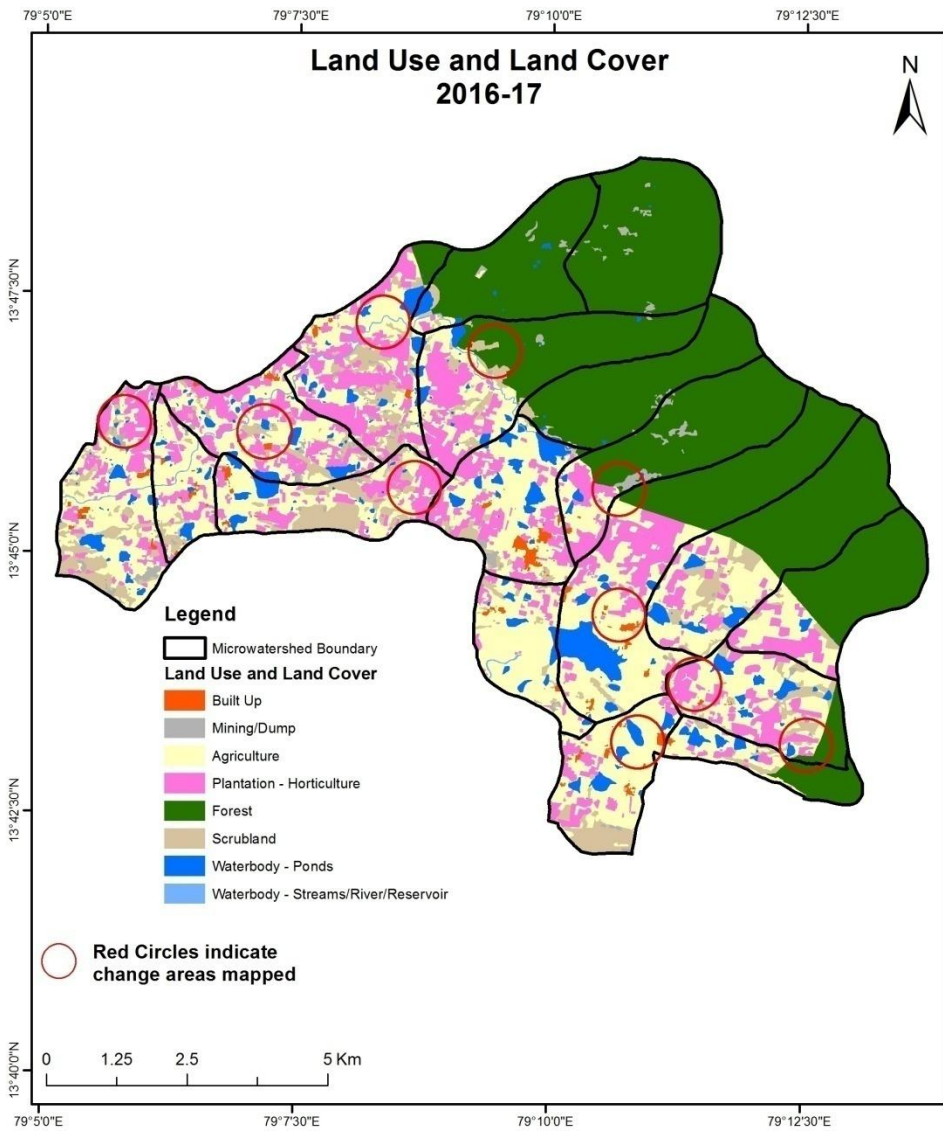 79°5'0"E 79°7'30"E 79°10'0"E 79°12'30"E
Land Use and Land Cover
2016-17
N
13°47'30"N
13°45'0"N
13°42'30"N
13°40'0"N
Legend
Microwatershed Boundary
Land Use and Land Cover
Built Up
Mining/Dump
Agriculture
Plantation - Horticulture
Forest
Scrubland
Waterbody - Ponds
Waterbody - Streams/River/Reservoir
Red Circles indicate
change areas mapped
0 1.25 2.5 5 Km
79°5'0"E 79°7'30"E 79°10'0"E 79°12'30"E